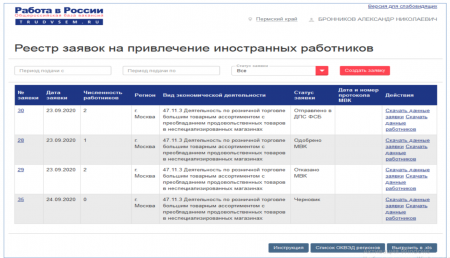 Версия для слабовидящих
Работа в России
Общероссийская база вакансий
TRUDVSEM.RU
Пермский край
БРОННИКОВ АЛЕКСАНДР НИКОЛАЕВИЧ
Реестр заявок на привлечение иностранных работников
Период подачи с
Период подачи по
Статус заявки
Все
Создать заявку
№ заявки
Дата заявки
Численность работников
Регион
Вид экономической деятельности
Статус заявки
Дата и номер протокола МВК
Действия
30
23.09.2020
2
г Москва
47.11.3 Деятельность по розничной торговле
большим товарным ассортиментом с
преобладанием продовольственных товаров
в неспециализированных магазинах
Отправлено в ДПС ФСБ
Скачать данные
заявки Скачать
данные
работников
28
23.09.2020
1
г Москва
47.11.3 Деятельность по розничной торговле
большим товарным ассортиментом с
преобладанием продовольственных товаров
в неспециализированных магазинах
Одобрено МВК
Скачать данные
заявки Скачать
данные
работников
29
23.09.2020
2
г Москва
47.11.3 Деятельность по розничной торговле
большим товарным ассортиментом с
преобладанием продовольственных товаров
в неспециализированных магазинах
Отказано МВК
Скачать данные
заявки Скачать
данные
работников
36
24.09.2020
0
г Москва
47.11.3 Деятельность по розничной торговле
большим товарным ассортиментом с
преобладанием продовольственных товаров
в неспециализированных магазинах
Черновик
Скачать данные
заявки Скачать
данные
работников
Инструкция
Список ОКВЭД регионов
Выгрузить в .xls